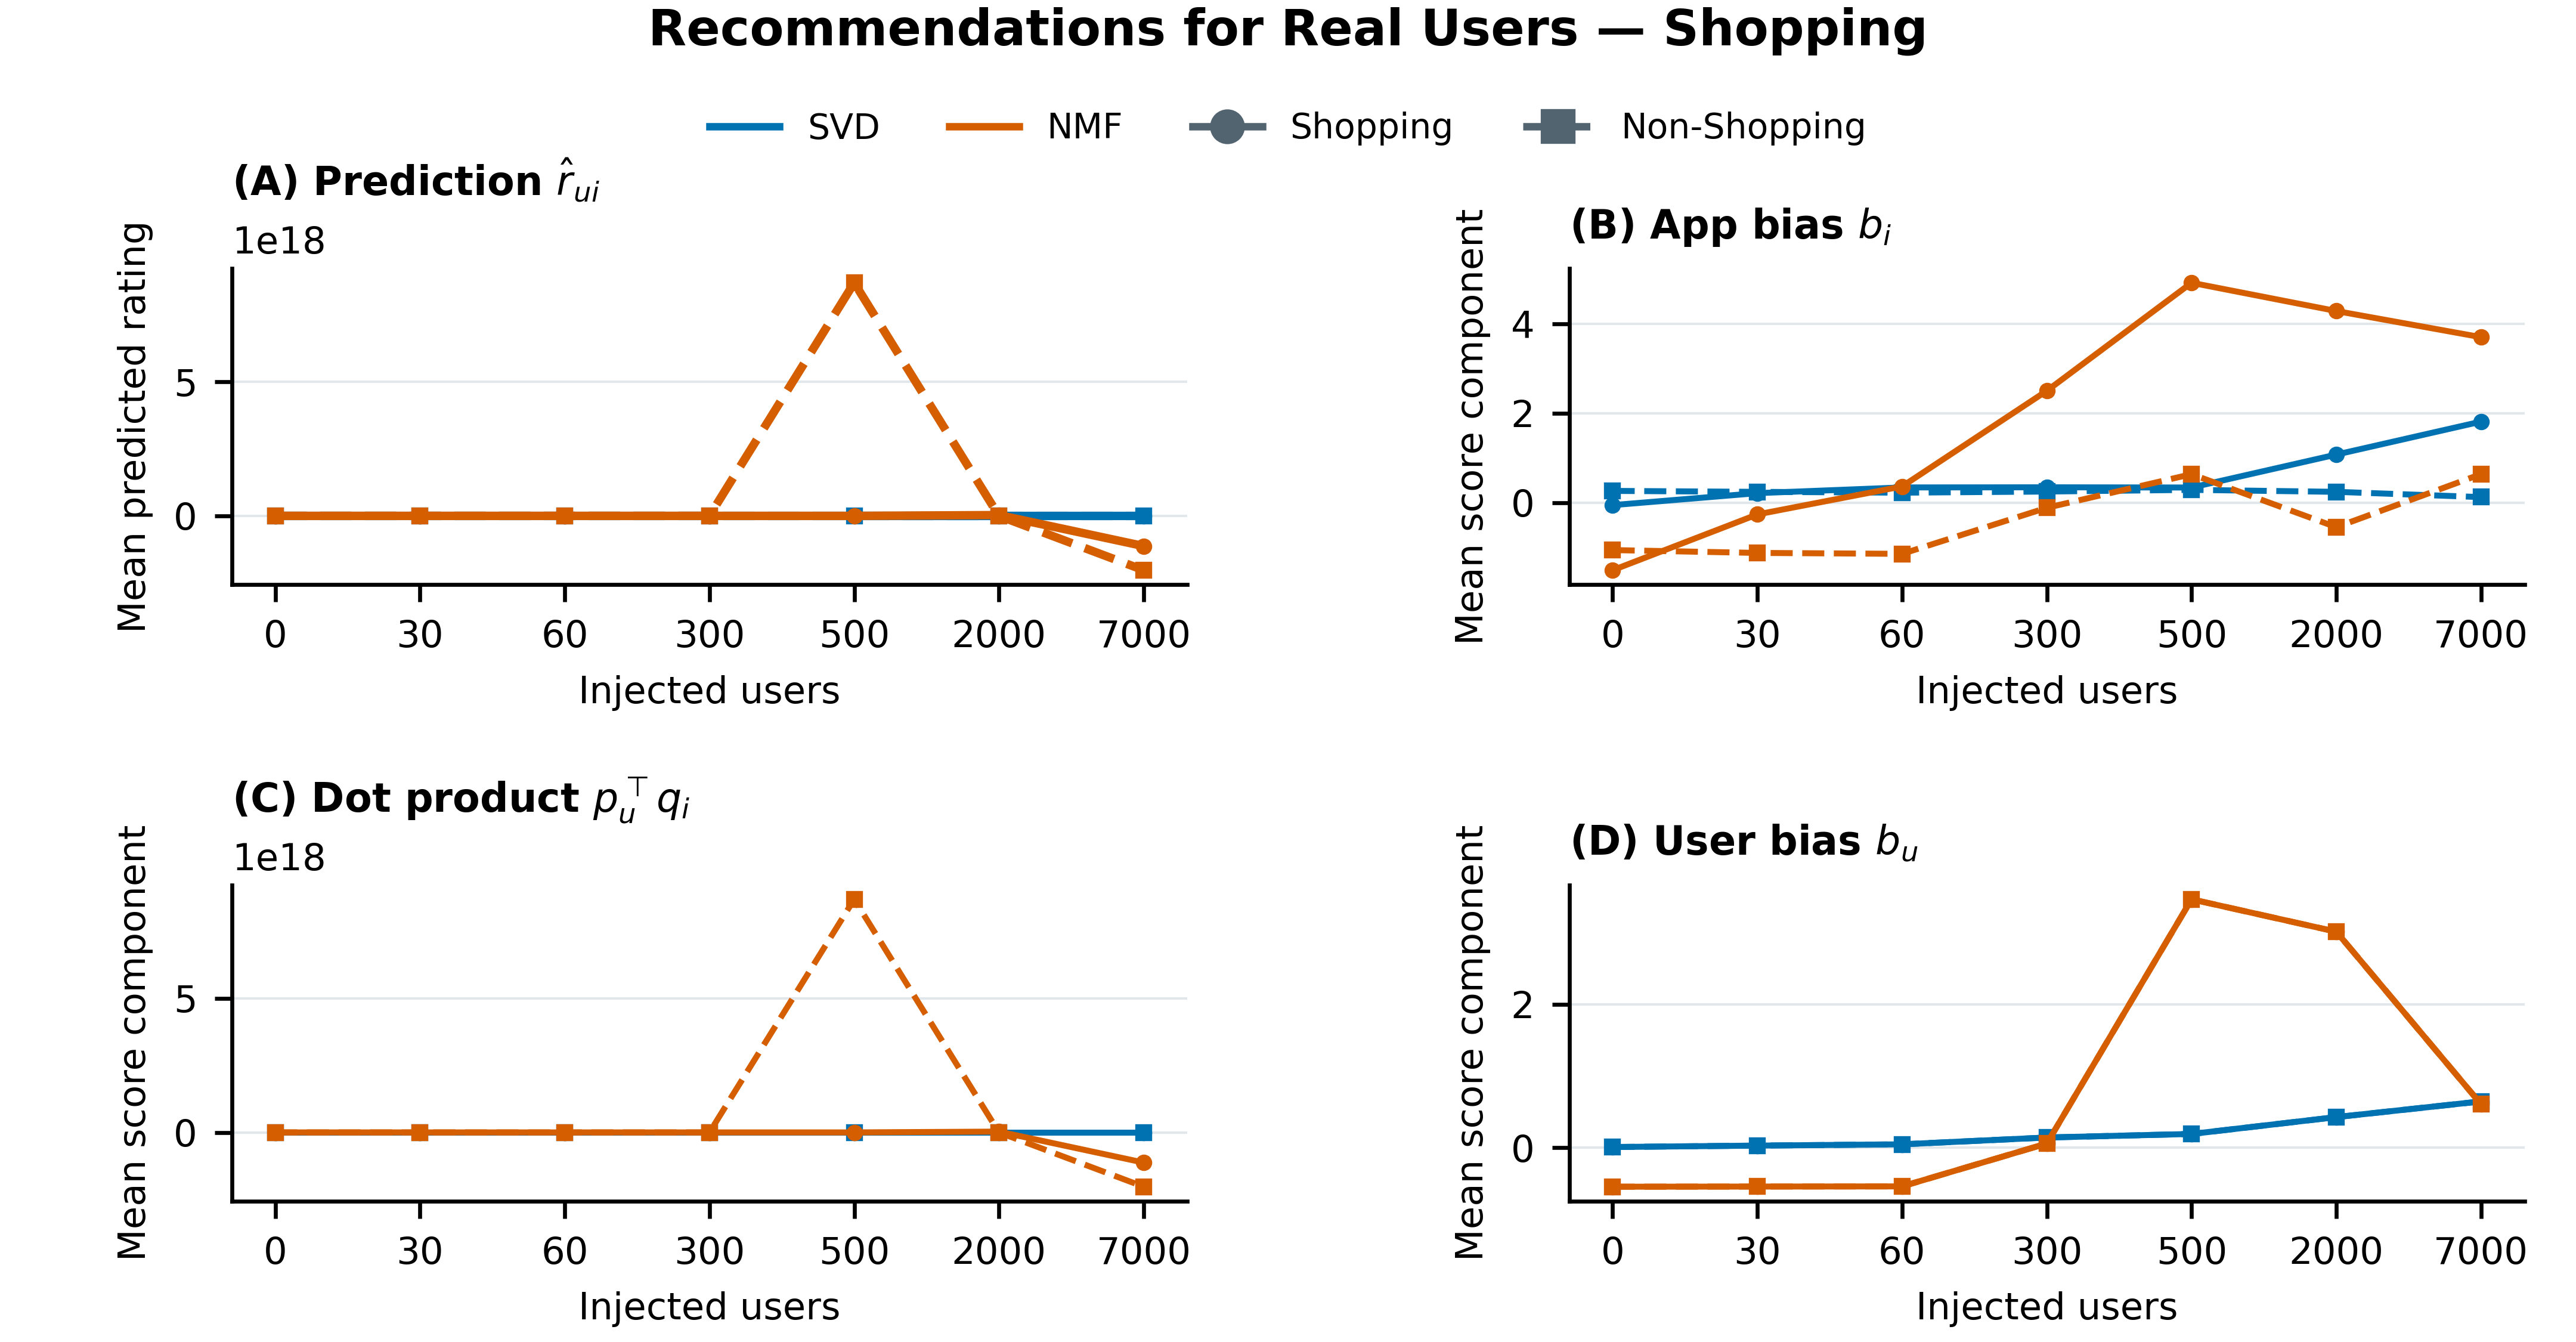 Recommendations for Real Users — Shopping
SVD NMF Shopping Non-Shopping
(A) Prediction r̂ui
1e18
Mean predicted rating
5
0
0 30 60 300 500 2000 7000
Injected users
(B) App bias bi
Mean score component
4
2
0
0 30 60 300 500 2000 7000
Injected users
(C) Dot product pu⊤qi
1e18
Mean score component
5
0
0 30 60 300 500 2000 7000
Injected users
(D) User bias bu
Mean score component
2
0
0 30 60 300 500 2000 7000
Injected users